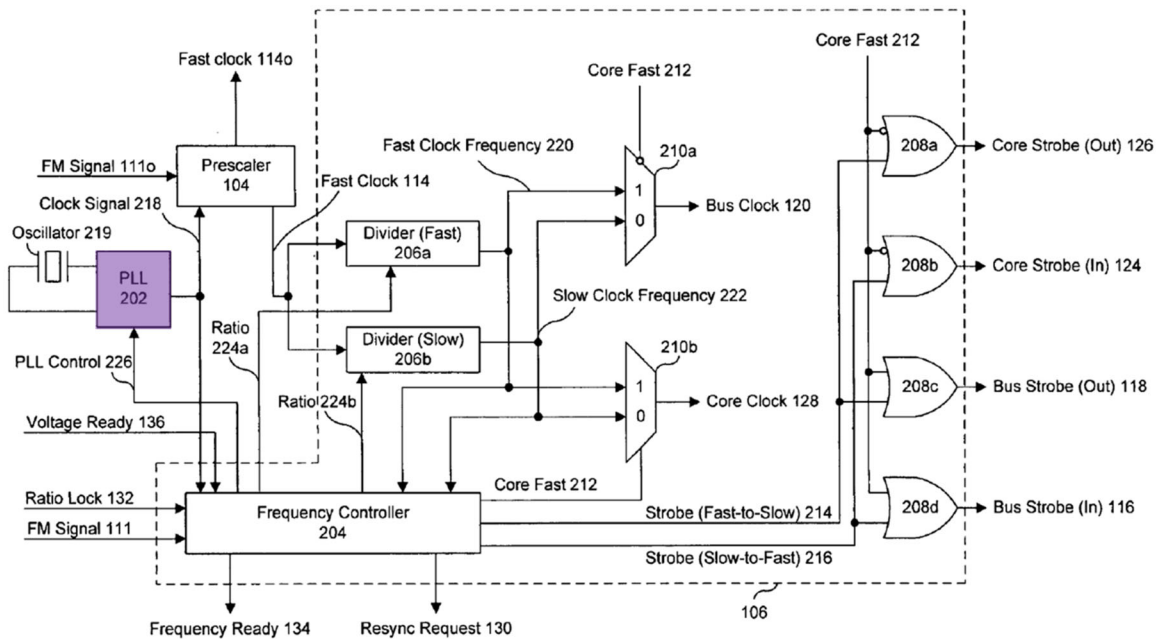 Core Fast 212
Fast clock 114o
Core Fast 212
208a
Core Strobe (Out) 126
Fast Clock Frequency 220
210a
FM Signal 111o
Prescaler
104
Fast Clock 114
1
Bus Clock 120
Clock Signal 218
0
Oscillator 219
Divider (Fast)
206a
208b
Core Strobe (In) 124
PLL
202
Slow Clock Frequency 222
Ratio
224a
Divider (Slow)
206b
210b
PLL Control 226
1
208c
Bus Strobe (Out) 118
Ratio 224b
Core Clock 128
0
Voltage Ready 136
Core Fast 212
Ratio Lock 132
Frequency Controller
204
Strobe (Fast-to-Slow) 214
208d
Bus Strobe (In) 116
FM Signal 111
Strobe (Slow-to-Fast) 216
106
Frequency Ready 134
Resync Request 130